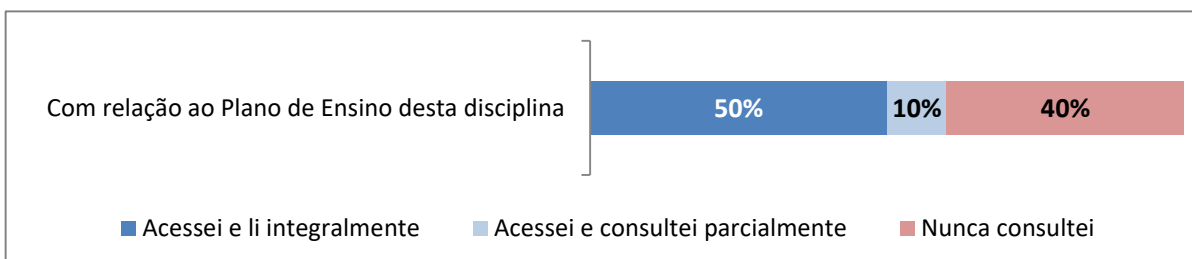 Com relação ao Plano de Ensino desta disciplina
50% 10% 40%
Acessei e li integralmente Acessei e consultei parcialmente Nunca consultei